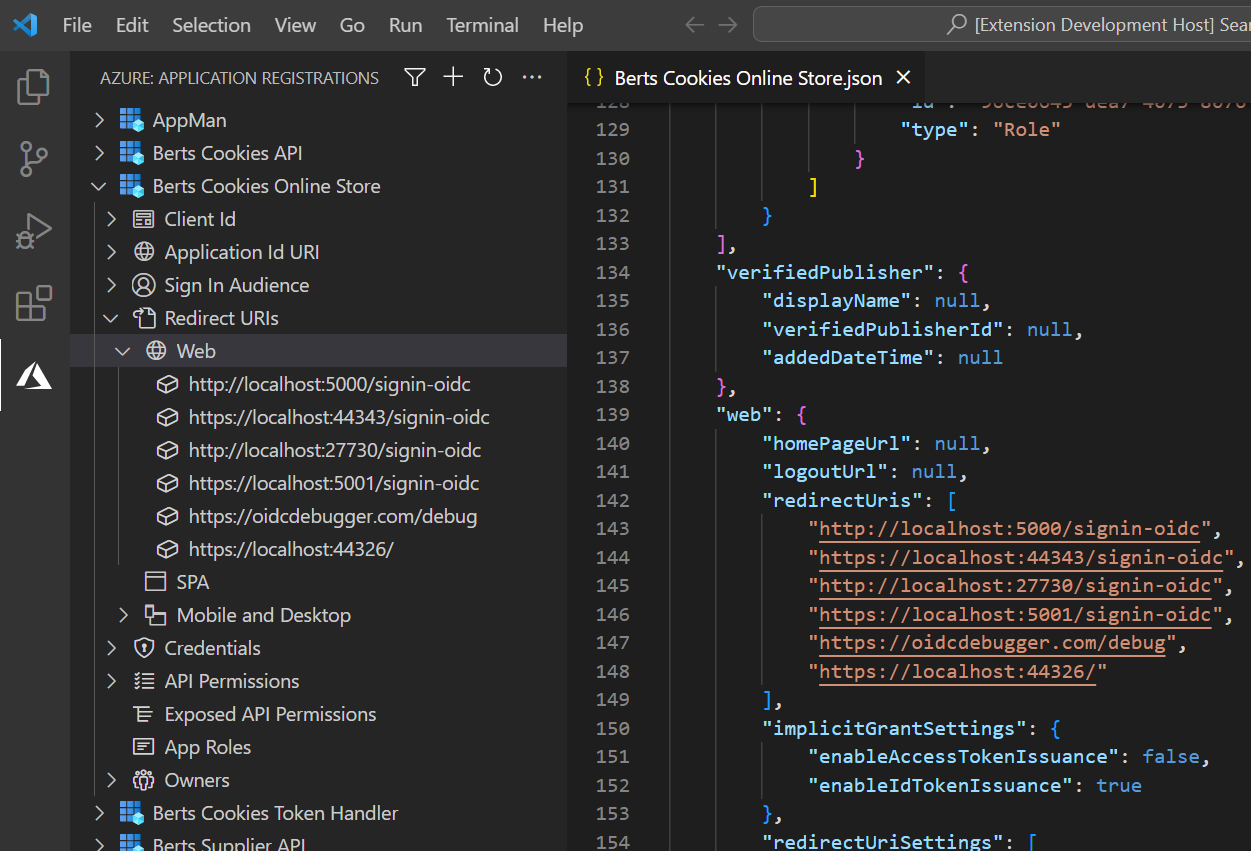 File Edit Selection View Go Run Terminal Help
[Extension Development Host] Sear
AZURE: APPLICATION REGISTRATIONS
AppMan
Berts Cookies API
Berts Cookies Online Store
Client Id
Application Id URI
Sign In Audience
Redirect URIs
Web
http://localhost:5000/signin-oidc
https://localhost:44343/signin-oidc
http://localhost:27730/signin-oidc
https://localhost:5001/signin-oidc
https://oidcdebugger.com/debug
https://localhost:44326/
SPA
Mobile and Desktop
Credentials
API Permissions
Exposed API Permissions
App Roles
Owners
Berts Cookies Token Handler
Berts Supplier API
{} Berts Cookies Online Store.json
128
129 "type": "Role"
130 }
131 ]
132 }
133 ],
134 "verifiedPublisher": {
135 "displayName": null,
136 "verifiedPublisherId": null,
137 "addedDateTime": null
138 },
139 "web": {
140 "homePageUrl": null,
141 "logoutUrl": null,
142 "redirectUris": [
143 "http://localhost:5000/signin-oidc",
144 "https://localhost:44343/signin-oidc",
145 "http://localhost:27730/signin-oidc",
146 "https://localhost:5001/signin-oidc",
147 "https://oidcdebugger.com/debug",
148 "https://localhost:44326/"
149 ],
150 "implicitGrantSettings": {
151 "enableAccessTokenIssuance": false,
152 "enableIdTokenIssuance": true
153 },
154 "redirectUriSettings": [